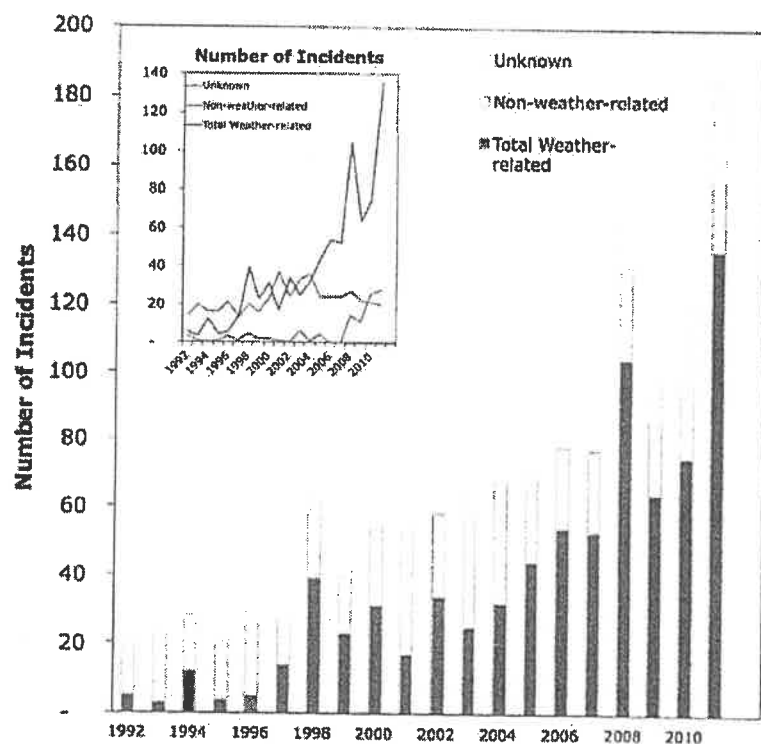 200
180
160
140
120
100
80
60
40
20
-
Number of Incidents
1992 1994 1996 1998 2000 2002 2004 2006 2008 2010
Number of Incidents
140
120
100
80
60
40
20
-
Unknown
Non-weather-related
Total Weather-related
1992 1994 1996 1998 2000 2002 2004 2006 2008 2010
Unknown
Non-weather-related
Total Weather-
related